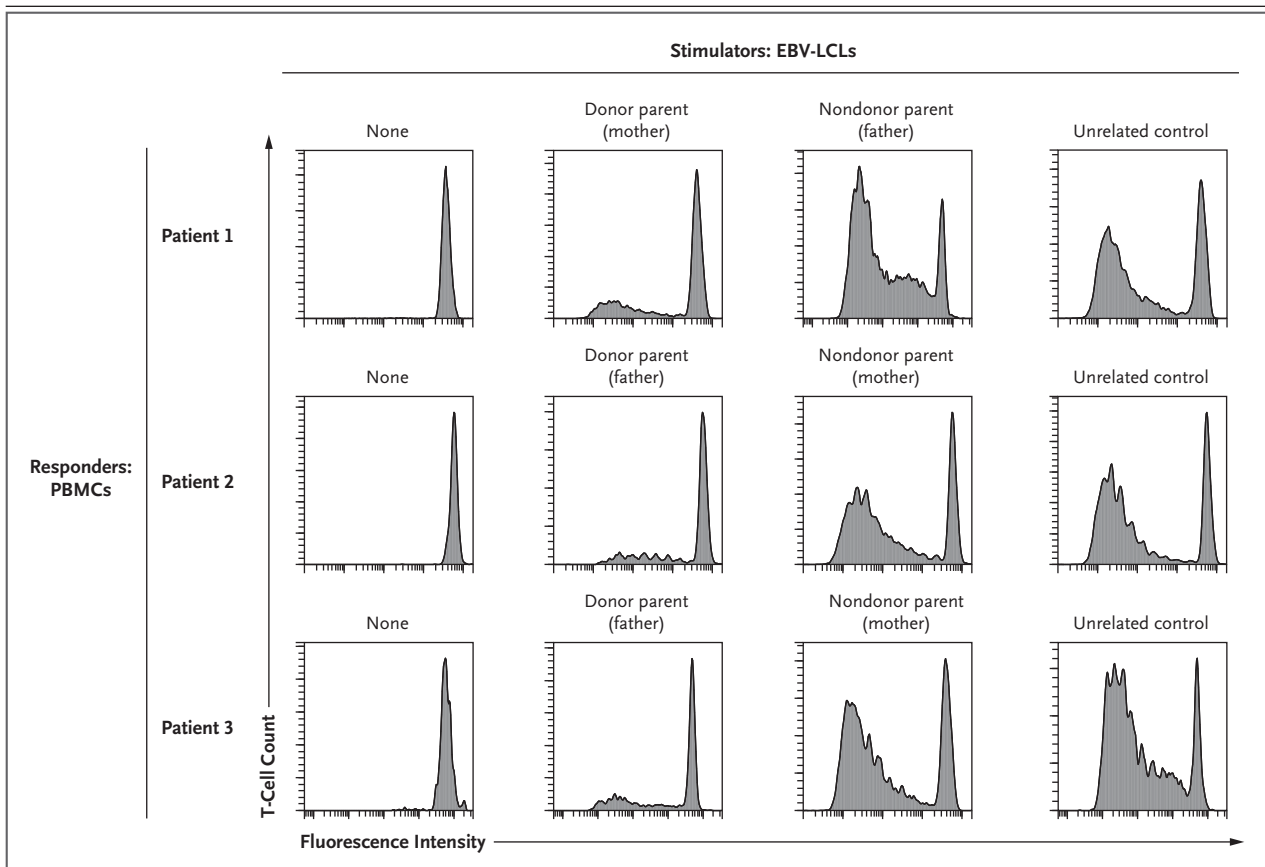 Stimulators: EBV-LCLs
None
Donor parent
(mother)
Nondonor parent
(father)
Unrelated control
Patient 1
None
Donor parent
(father)
Nondonor parent
(mother)
Unrelated control
Responders:
PBMCs
Patient 2
None
Donor parent
(father)
Nondonor parent
(mother)
Unrelated control
Patient 3
T-Cell Count
Fluorescence Intensity